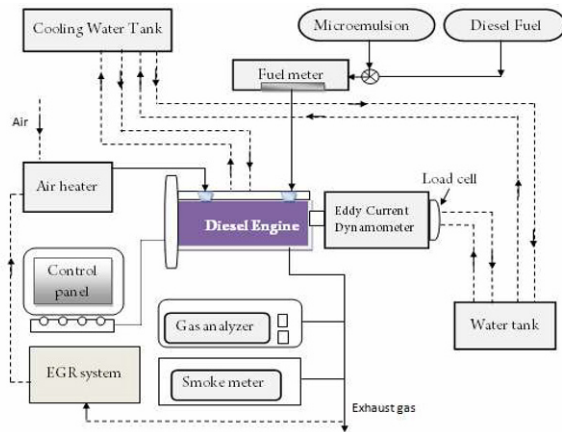 Cooling Water Tank
Microemulsion
Diesel Fuel
Fuel meter
Air
Air heater
Load cell
Diesel Engine
Eddy Current
Dynamometer
Control
panel
Gas analyzer
Water tank
EGR system
Smoke meter
Exhaust gas